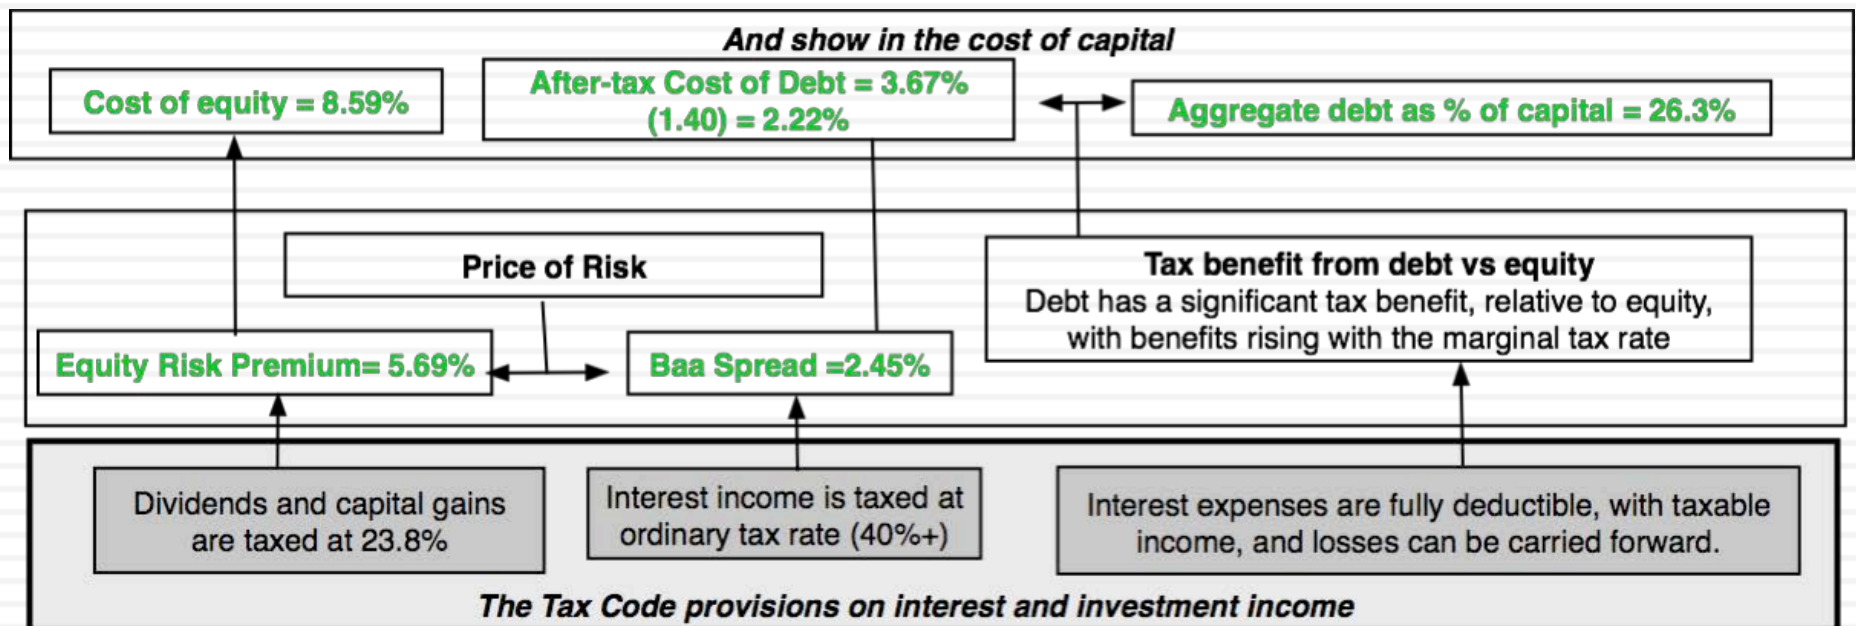 And show in the cost of capital
Cost of equity = 8.59%
After-tax Cost of Debt = 3.67%
(1.40) = 2.22%
Aggregate debt as % of capital = 26.3%
Price of Risk
Tax benefit from debt vs equity
Debt has a significant tax benefit, relative to equity,
with benefits rising with the marginal tax rate
Equity Risk Premium= 5.69%
Baa Spread =2.45%
Dividends and capital gains
are taxed at 23.8%
Interest income is taxed at
ordinary tax rate (40%+)
Interest expenses are fully deductible, with taxable
income, and losses can be carried forward.
The Tax Code provisions on interest and investment income